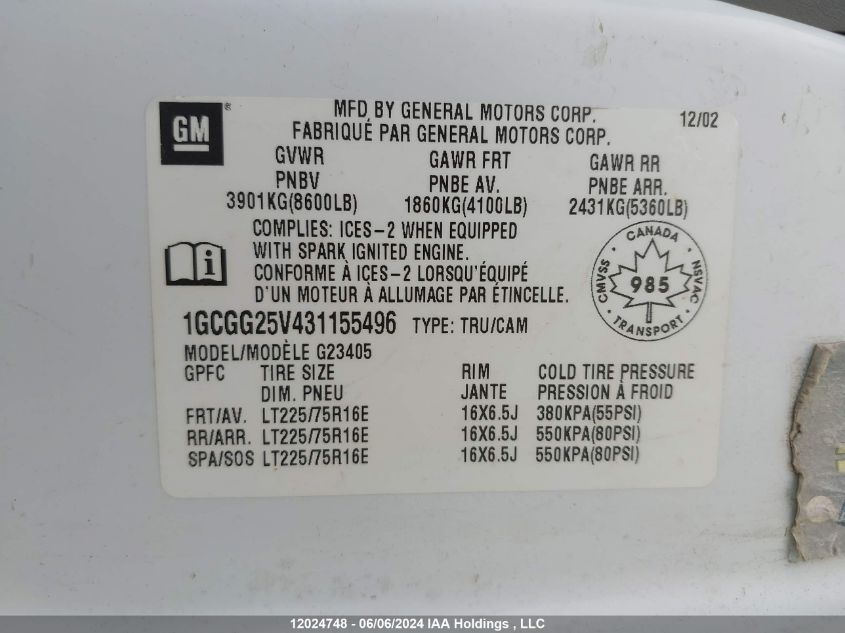 GM ®
MFD BY GENERAL MOTORS CORP. 12/02
FABRIQUÉ PAR GENERAL MOTORS CORP.
GVWR GAWR FRT GAWR RR
PNBV PNBE AV. PNBE ARR.
3901KG(8600LB) 1860KG(4100LB) 2431KG(5360LB)
COMPLIES: ICES-2 WHEN EQUIPPED
WITH SPARK IGNITED ENGINE.
CONFORME À ICES-2 LORSQU'ÉQUIPÉ
D'UN MOTEUR À ALLUMAGE PAR ÉTINCELLE.
i
CANADA
CMVSS 985 NSVAC
TRANSPORT
1GCGG25V431155496 TYPE: TRU/CAM
MODEL/MODÈLE G23405
GPFC TIRE SIZE RIM COLD TIRE PRESSURE
DIM. PNEU JANTE PRESSION À FROID
FRT/AV. LT225/75R16E 16X6.5J 380KPA(55PSI)
RR/ARR. LT225/75R16E 16X6.5J 550KPA(80PSI)
SPA/SOS LT225/75R16E 16X6.5J 550KPA(80PSI)
12024748 - 06/06/2024 IAA Holdings , LLC